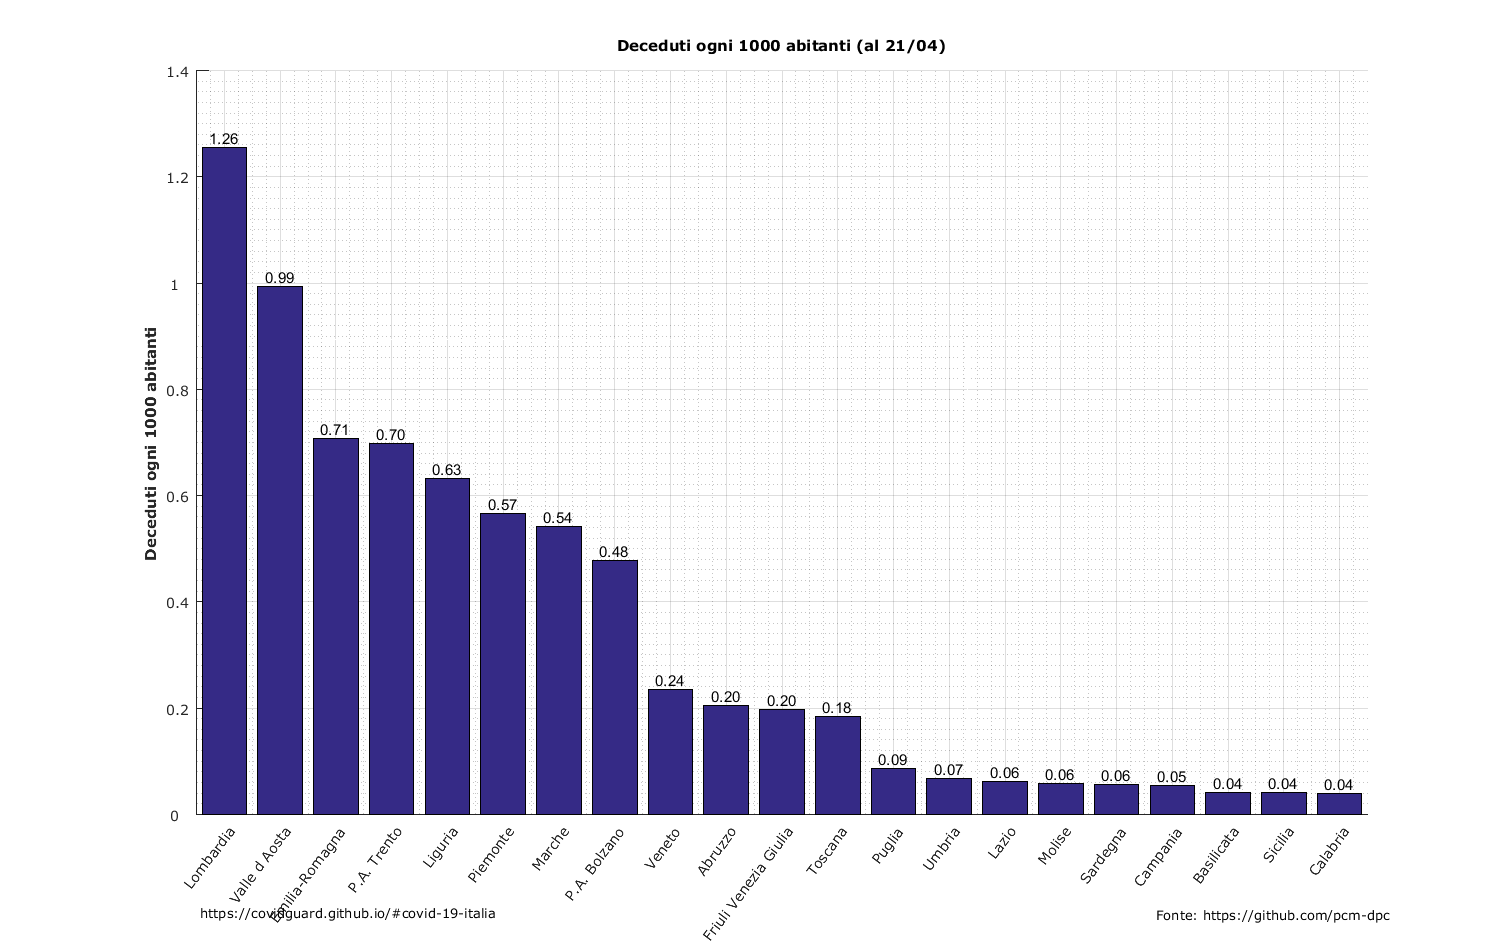 Deceduti ogni 1000 abitanti (al 21/04)
Deceduti ogni 1000 abitanti
1.4
1.2
1
0.8
0.6
0.4
0.2
0
1.26
0.99
0.71
0.70
0.63
0.57
0.54
0.48
0.24
0.20
0.20
0.18
0.09
0.07
0.06
0.06
0.06
0.05
0.04
0.04
0.04
Lombardia
Valle d Aosta
Emilia-Romagna
P.A. Trento
Liguria
Piemonte
Marche
P.A. Bolzano
Veneto
Abruzzo
Friuli Venezia Giulia
Toscana
Puglia
Umbria
Lazio
Molise
Sardegna
Campania
Basilicata
Sicilia
Calabria
https://covidguard.github.io/#covid-19-italia
Fonte: https://github.com/pcm-dpc